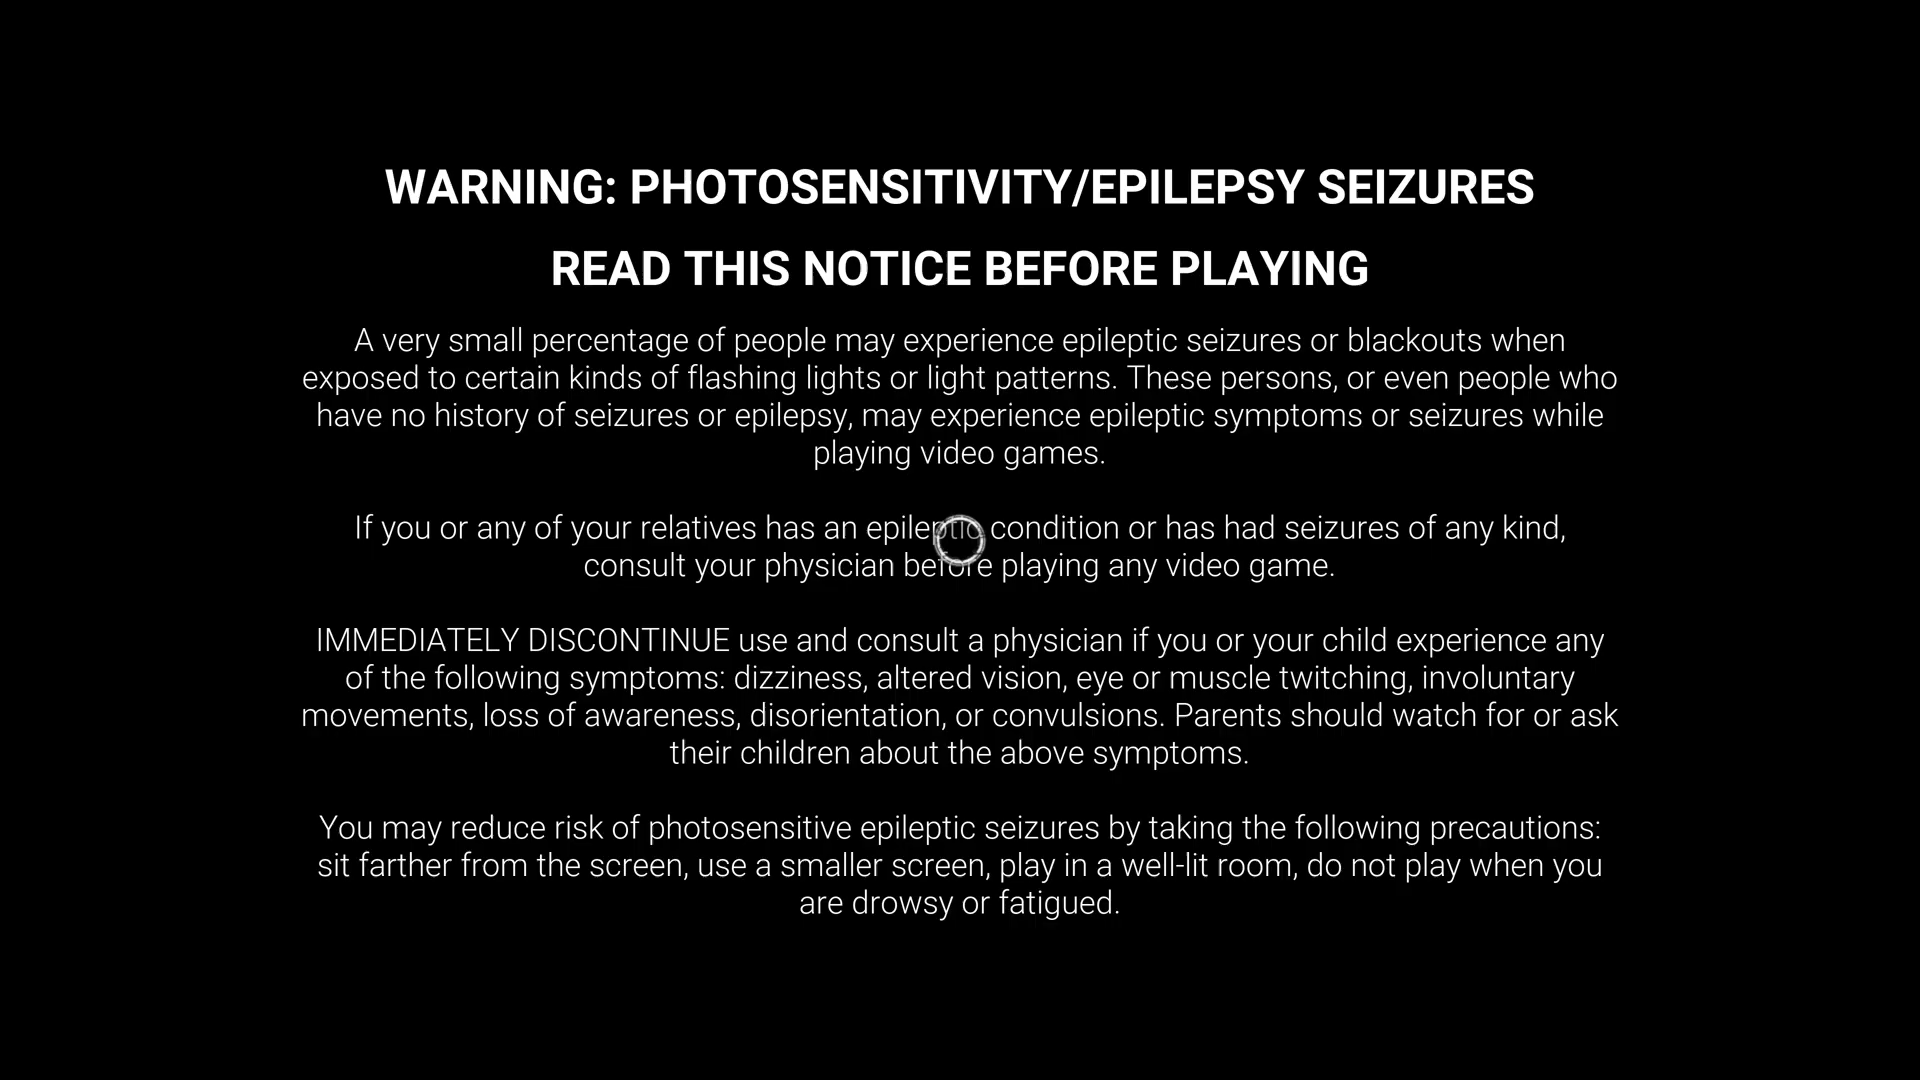 WARNING: PHOTOSENSITIVITY/EPILEPSY SEIZURES
READ THIS NOTICE BEFORE PLAYING
A very small percentage of people may experience epileptic seizures or blackouts when
exposed to certain kinds of flashing lights or light patterns. These persons, or even people who
have no history of seizures or epilepsy, may experience epileptic symptoms or seizures while
playing video games.
If you or any of your relatives has an epileptic condition or has had seizures of any kind,
consult your physician before playing any video game.
IMMEDIATELY DISCONTINUE use and consult a physician if you or your child experience any
of the following symptoms: dizziness, altered vision, eye or muscle twitching, involuntary
movements, loss of awareness, disorientation, or convulsions. Parents should watch for or ask
their children about the above symptoms.
You may reduce risk of photosensitive epileptic seizures by taking the following precautions:
sit farther from the screen, use a smaller screen, play in a well-lit room, do not play when you
are drowsy or fatigued.